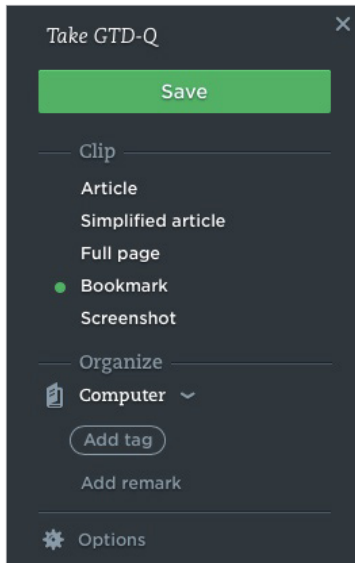 Take GTD-Q
Save
Clip
Article
Simplified article
Full page
Bookmark
Screenshot
Organize
Computer
Add tag
Add remark
Options